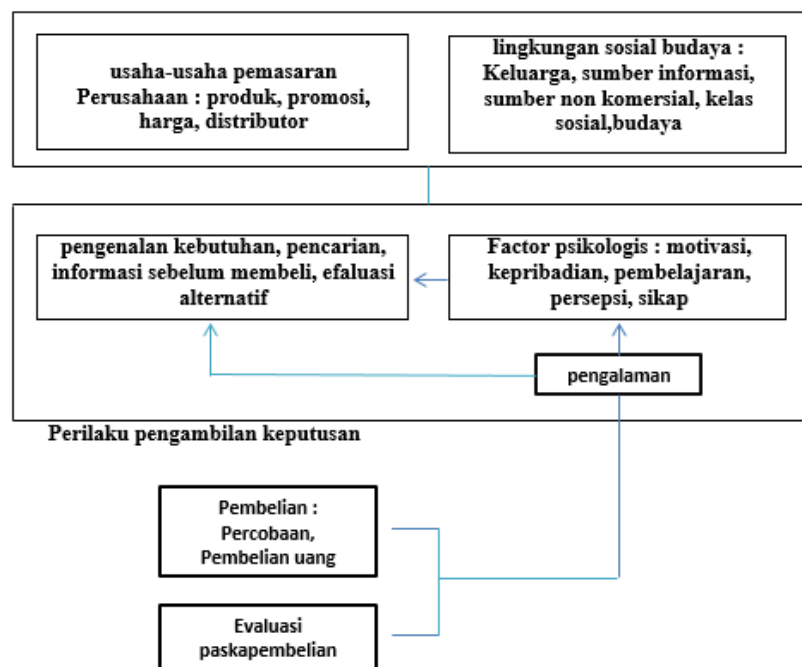 usaha-usaha pemasaran
Perusahaan : produk, promosi,
harga, distributor
lingkungan sosial budaya :
Keluarga, sumber informasi,
sumber non komersial, kelas
sosial,budaya
pengenalan kebutuhan, pencarian,
informasi sebelum membeli, efaluasi
alternatif
Factor psikologis : motivasi,
kepribadian, pembelajaran,
persepsi, sikap
pengalaman
Perilaku pengambilan keputusan
Pembelian :
Percobaan,
Pembelian uang
Evaluasi
paskapembelian